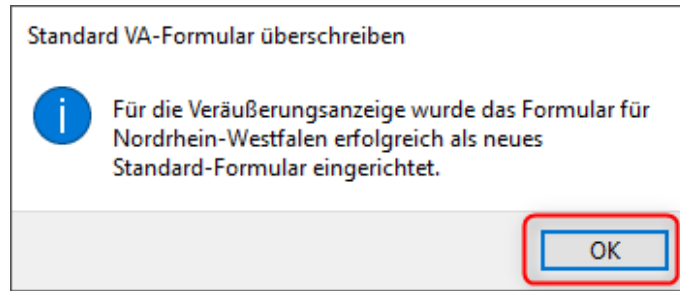 Standard VA-Formular überschreiben
Für die Veräußerungsanzeige wurde das Formular für
Nordrhein-Westfalen erfolgreich als neues
Standard-Formular eingerichtet.
OK